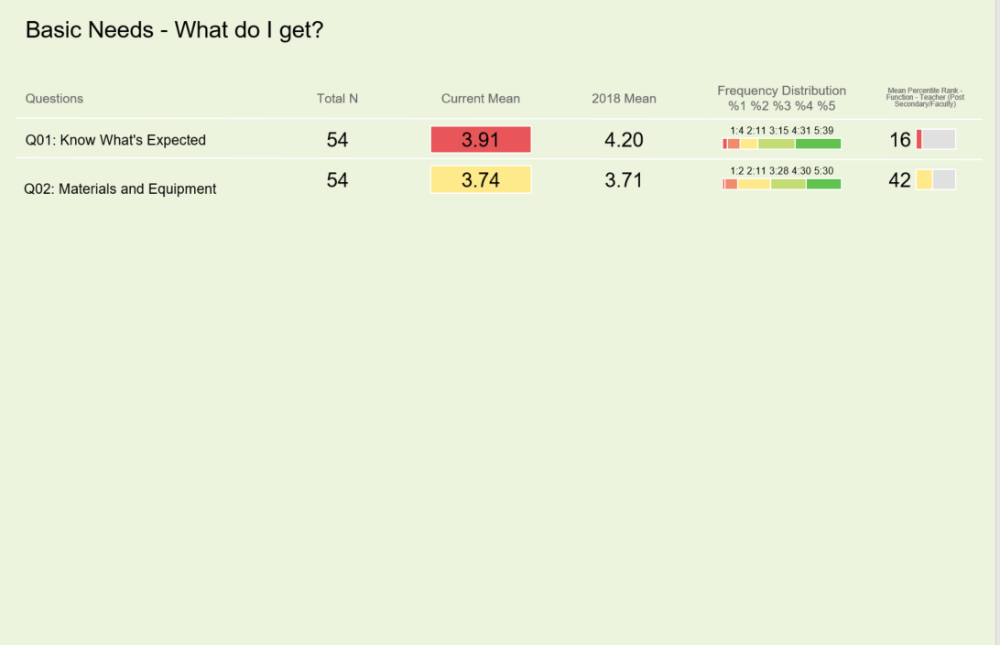 Basic Needs - What do I get?
Questions
Total N
Current Mean
2018 Mean
Frequency Distribution
%1 %2 %3 %4 %5
Mean Percentile Rank -
Function - Teacher (Post
Secondary/Faculty)
Q01: Know What's Expected
54
3.91
4.20
1:4 2:11 3:15 4:31 5:39
16
Q02: Materials and Equipment
54
3.74
3.71
1:2 2:11 3:28 4:30 5:30
42